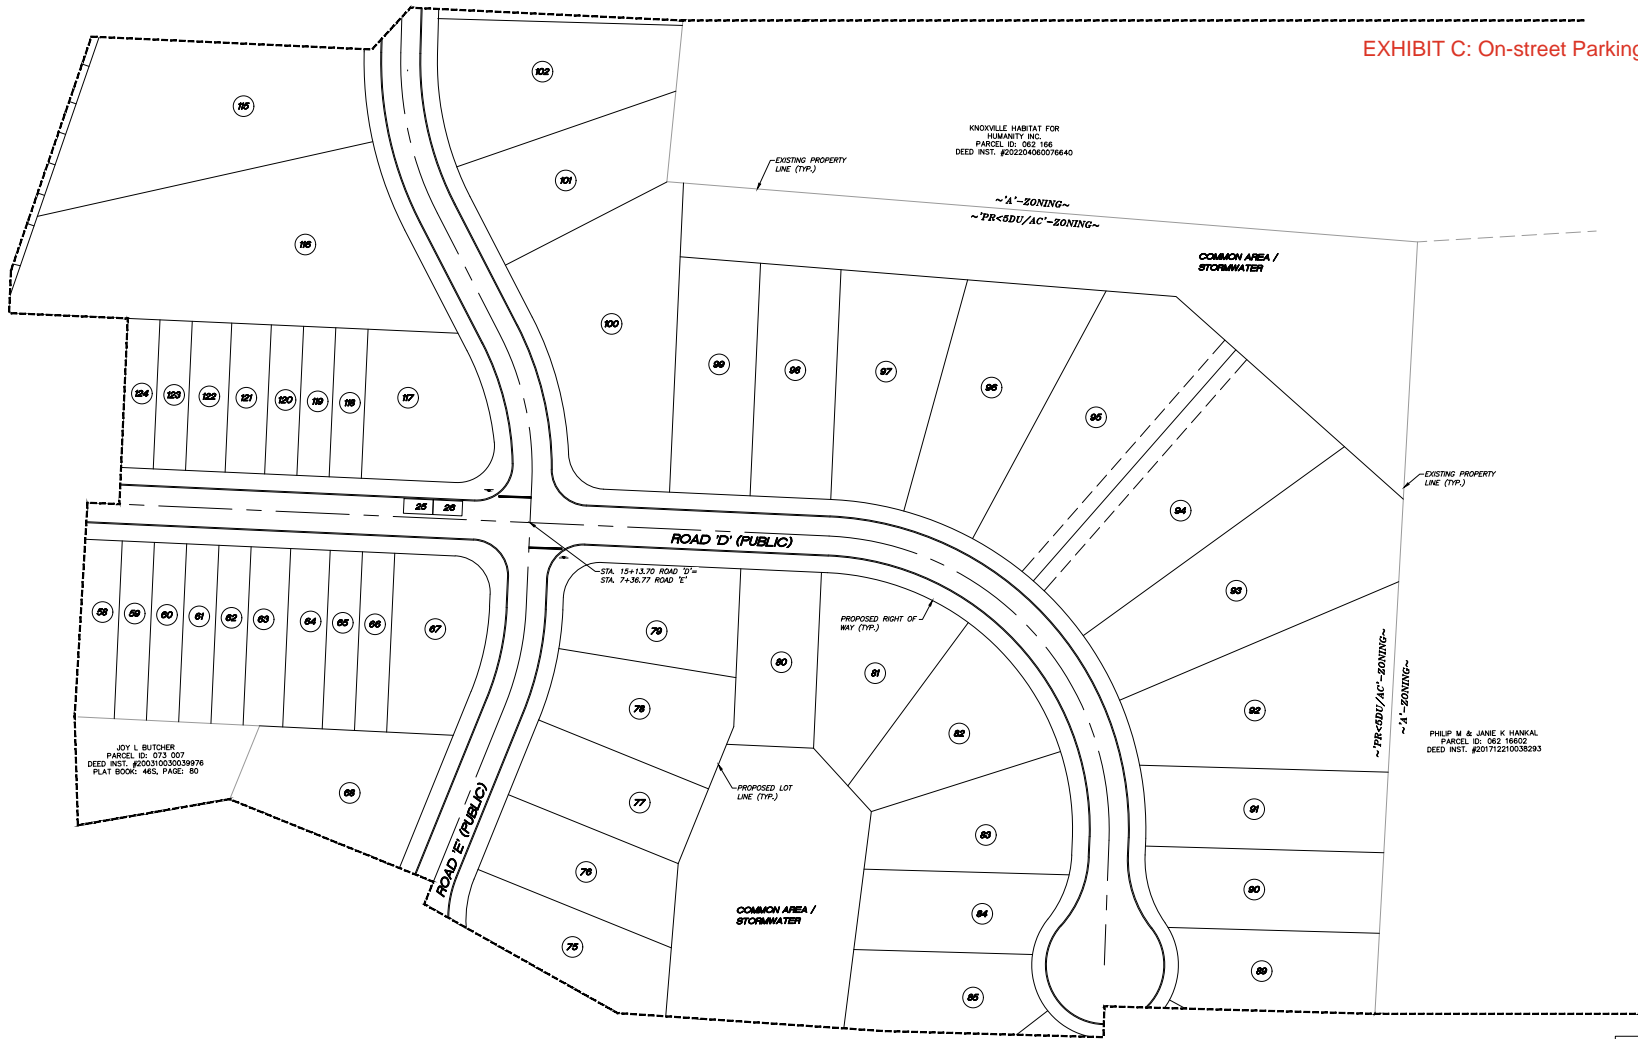 EXHIBIT C: On-street Parking
102
115
KNOXVILLE HABITAT FOR
HUMANITY INC.
PARCEL ID: 062 166
DEED INST. #202204060076640
EXISTING PROPERTY
LINE (TYP.)
101
~'A'-ZONING~
~'PR<5DU/AC'-ZONING~
116
COMMON AREA /
STORMWATER
100
99
98
97
96
95
124
123
122
121
120
119
118
117
EXISTING PROPERTY
LINE (TYP.)
25
26
94
ROAD 'D' (PUBLIC)
STA. 15+13.70 ROAD 'D'=
STA. 7+36.77 ROAD 'E'
93
58
59
60
61
62
63
64
65
66
67
79
PROPOSED RIGHT OF
WAY (TYP.)
80
81
~'PR<5DU/AC'-ZONING~
~'A'-ZONING~
78
92
82
JOY L BUTCHER
PARCEL ID: 073 007
DEED INST. #200310030039976
PLAT BOOK: 46S, PAGE: 80
PHILIP M & JANIE K HANKAL
PARCEL ID: 062 16602
DEED INST. #201712210038293
68
PROPOSED LOT
LINE (TYP.)
77
91
83
ROAD 'E' (PUBLIC)
76
90
COMMON AREA /
STORMWATER
84
75
89
85